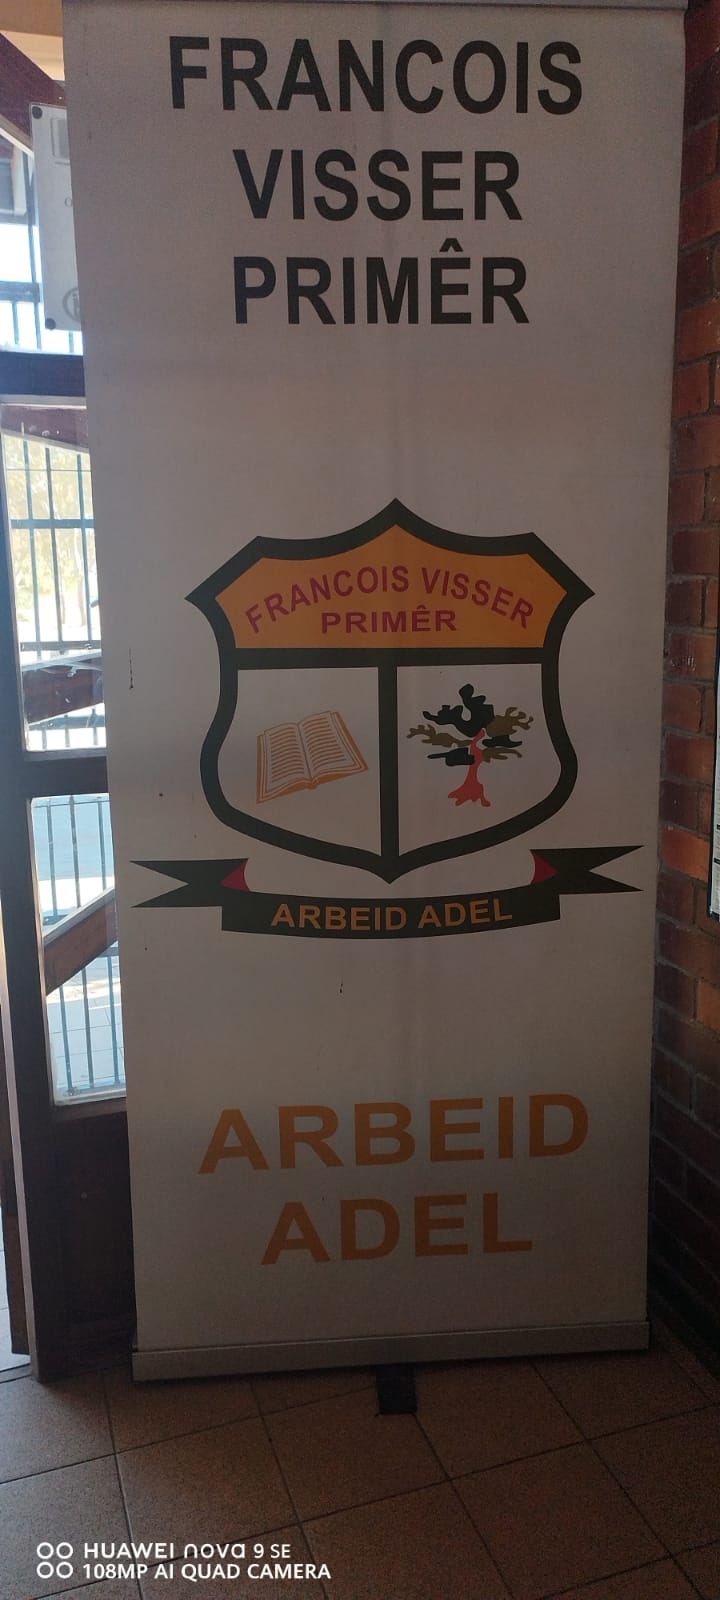 FRANCOIS
VISSER
PRIMÊR
FRANCOIS VISSER
PRIMÊR
ARBEID ADEL
ARBEID
ADEL
HUAWEI nova 9 SE
108MP AI QUAD CAMERA